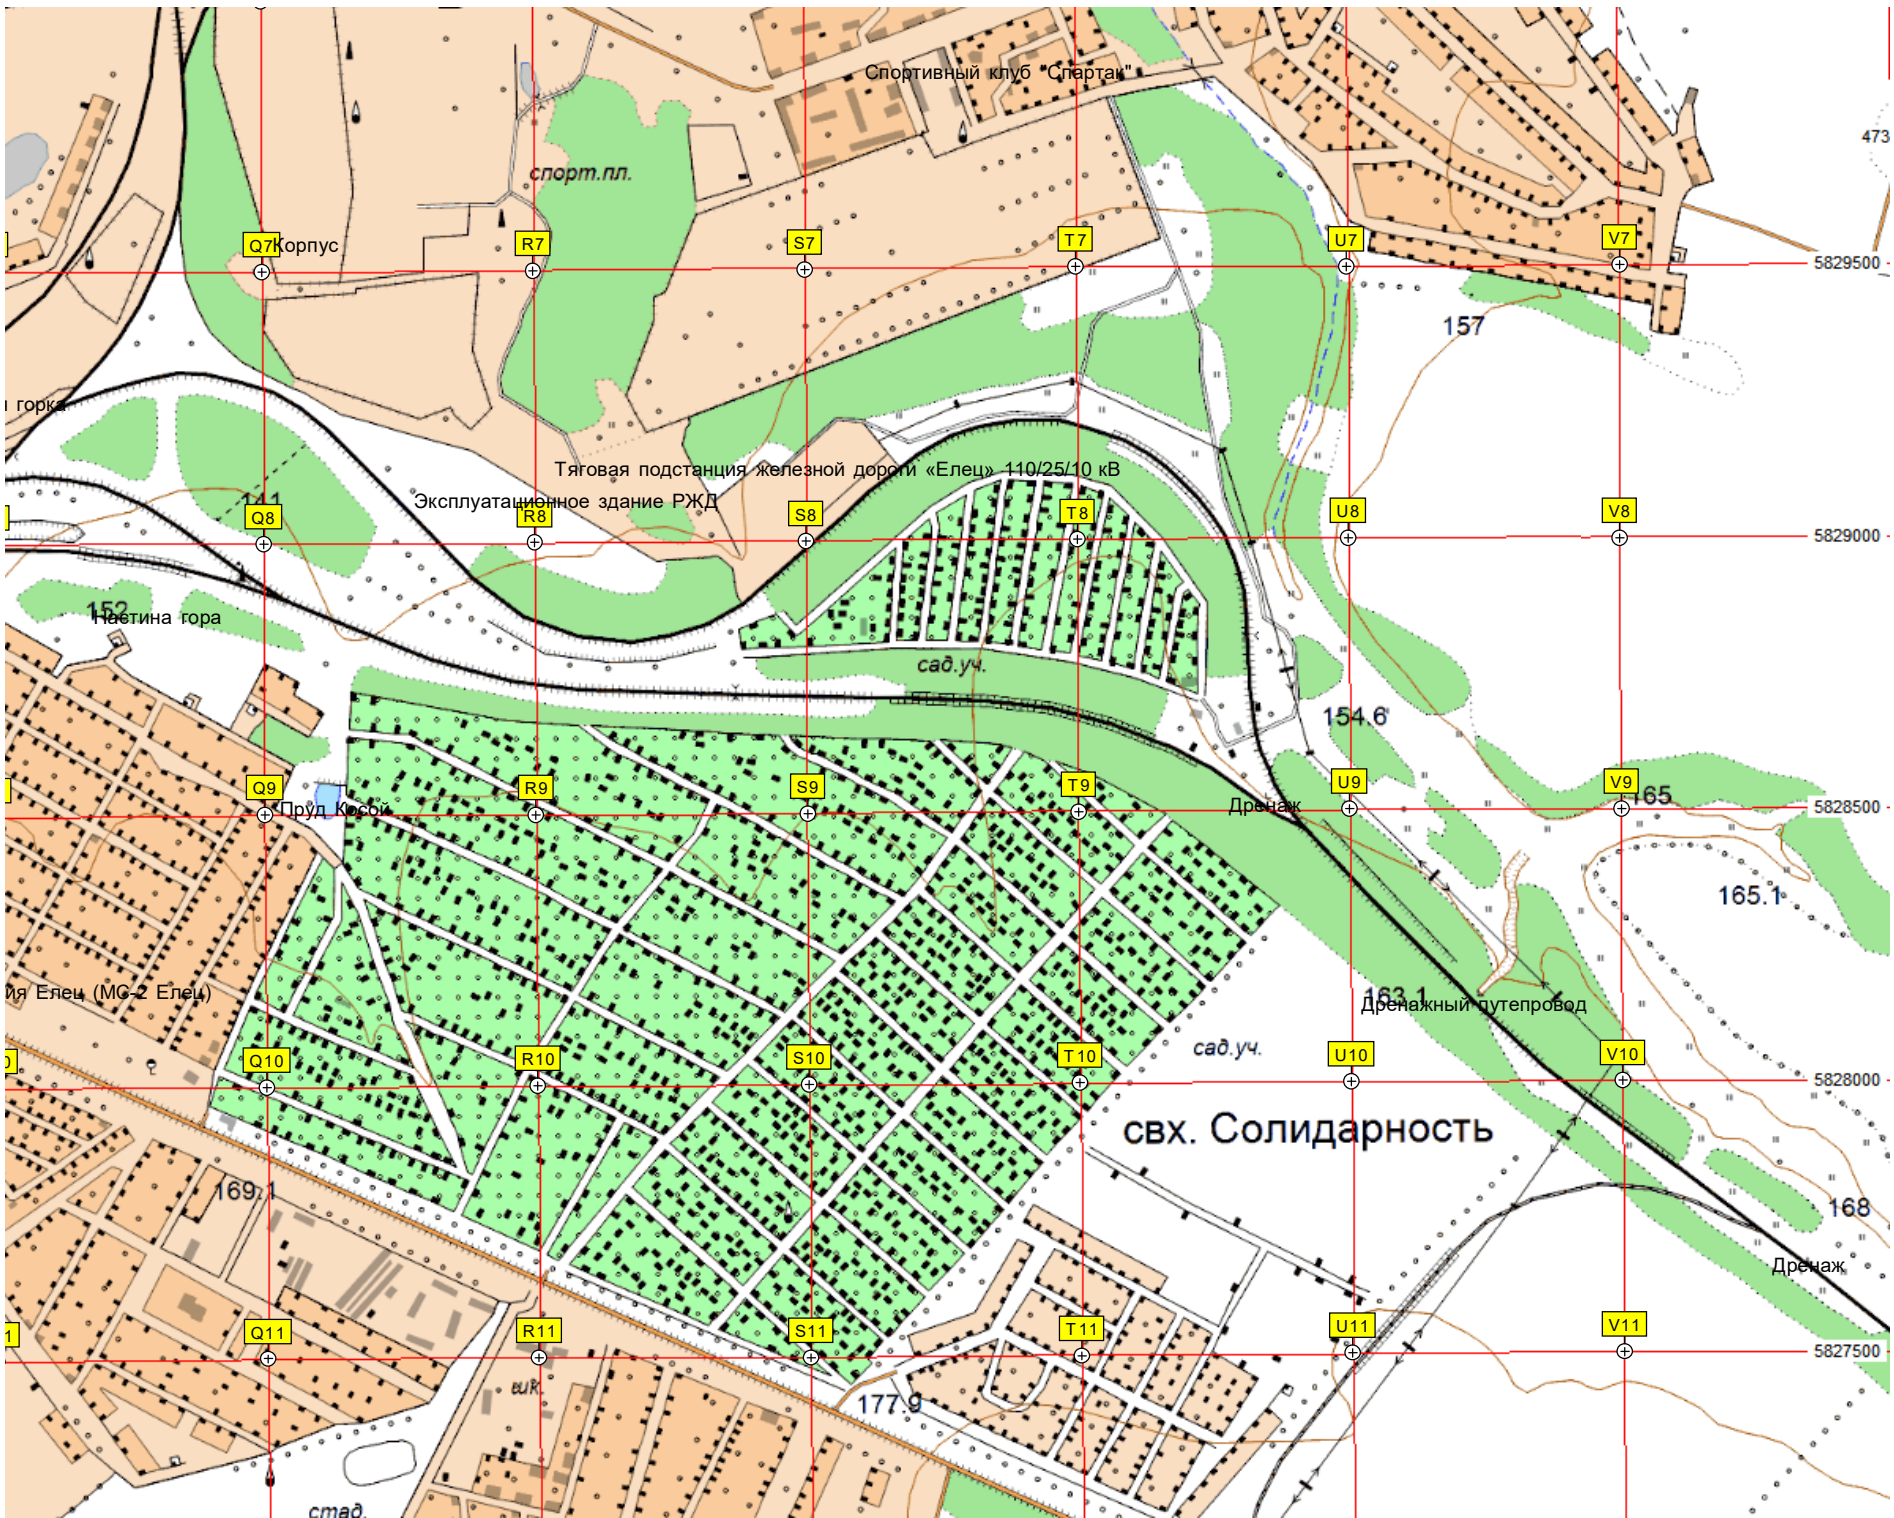 Спортивный клуб "Спартак"
473
спорт.пл.
Q7
Корпус
R7
S7
T7
U7
V7
5829500
157
горка
Тяговая подстанция железной дороги «Елец» 110/25/10 кВ
141
Эксплуатационное здание РЖД
Q8
R8
S8
T8
U8
V8
5829000
152
Настина гора
сад.уч.
154.6
Q9
R9
S9
T9
U9
V9
165
Пруд Косой
Дренаж
5828500
165.1
ия Елец (МС-2 Елец)
163.1
Дренажный путепровод
сад.уч.
Q10
R10
S10
T10
U10
V10
5828000
свх. Солидарность
169.1
168
Дренаж
Q11
R11
S11
T11
U11
V11
5827500
шк.
177.9
стад.